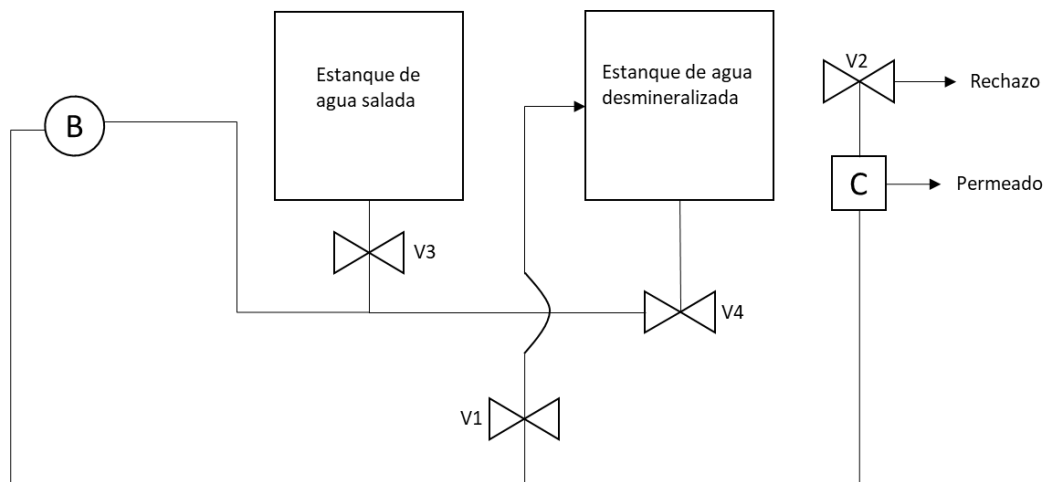 Estanque de
agua salada
Estanque de agua
desmineralizada
V2
Rechazo
B
C
Permeado
V3
V4
V1